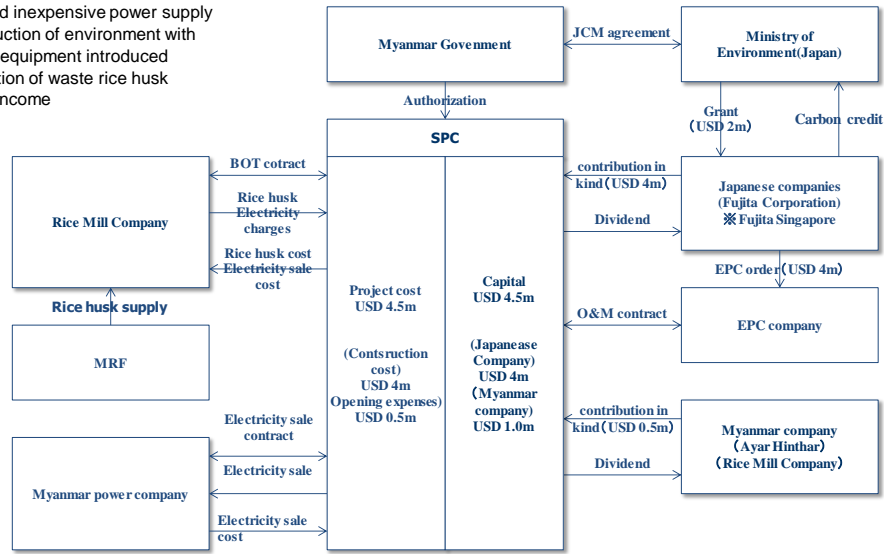 d inexpensive power supply
uction of environment with
equipment introduced
tion of waste rice husk
ncome
Myanmar Govenment
JCM agreement
Ministry of
Environment(Japan)
Authorization
Grant
(USD 2m)
Carbon credit
SPC
BOT cotract
contribution in
kind(USD 4m)
Japanese companies
(Fujita Corporation)
※Fujita Singapore
Rice Mill Company
Rice husk
Electricity
charges
Dividend
Rice husk cost
Electricity sale
cost
EPC order(USD 4m)
Project cost
USD 4.5m
Capital
USD 4.5m
Rice husk supply
O&M contract
EPC company
MRF
(Contsruction
cost)
USD 4m
Opening expenses)
USD 0.5m
(Japanease
Company)
USD 4m
(Myanmar
company)
USD 1.0m
Electricity sale
contract
contribution in
kind(USD 0.5m)
Myanmar company
(Ayar Hinthar)
(Rice Mill Company)
Electricity sale
Dividend
Myanmar power company
Electricity sale
cost